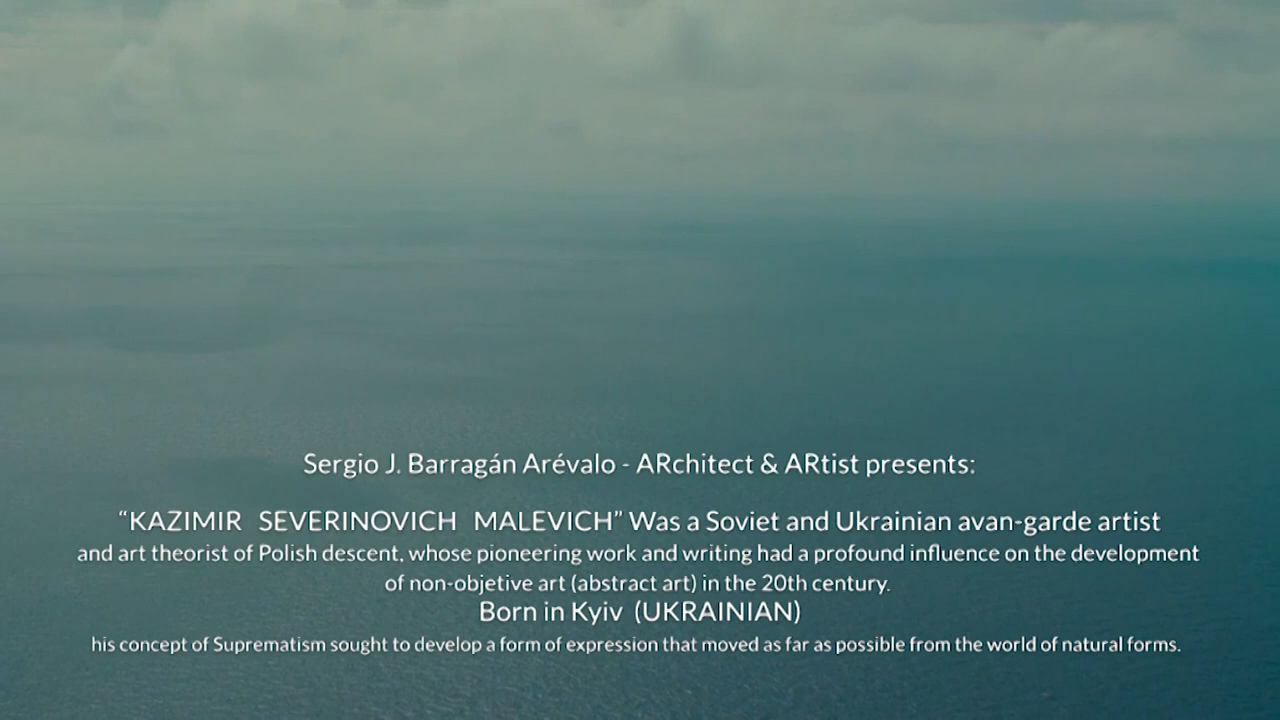 Sergio J. Barragán Arévalo - ARchitect & ARtist presents:
“KAZIMIR SEVERINOVICH MALEVICH” Was a Soviet and Ukrainian avan-garde artist
and art theorist of Polish descent, whose pioneering work and writing had a profound influence on the development
of non-objetive art (abstract art) in the 20th century.
Born in Kyiv (UKRAINIAN)
his concept of Suprematism sought to develop a form of expression that moved as far as possible from the world of natural forms.